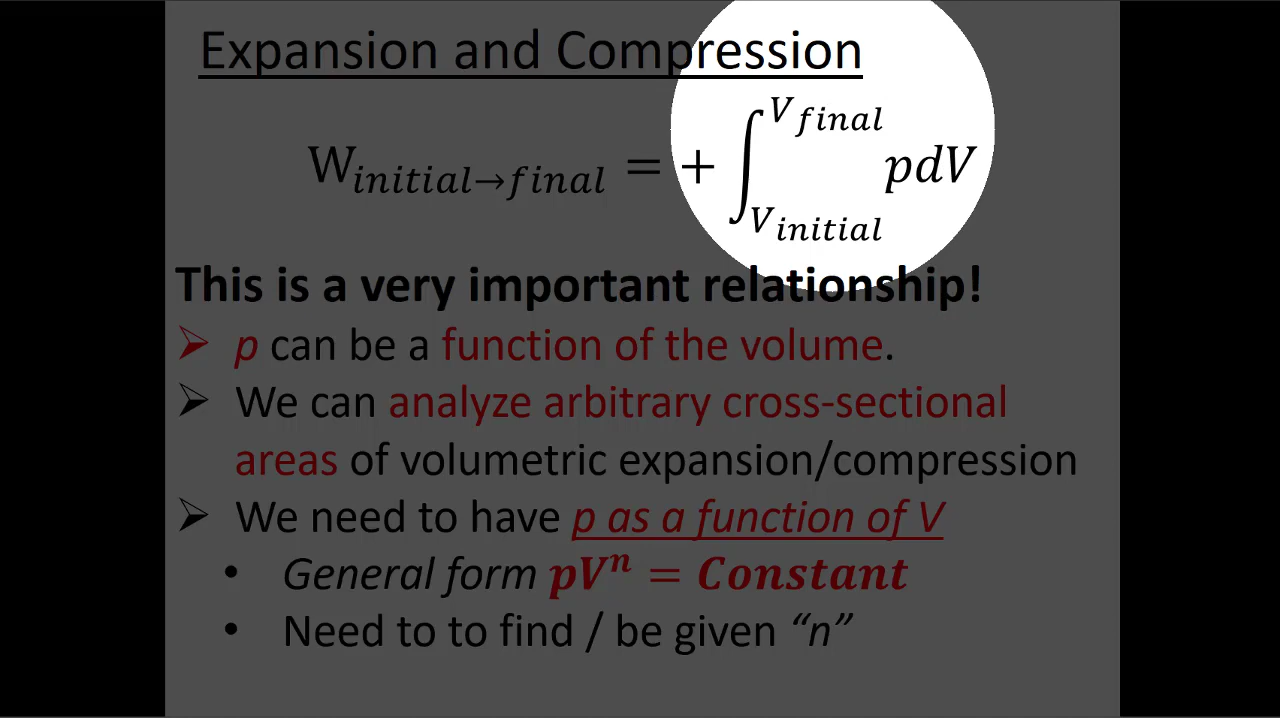 Expansion and Compression
W_{initial→final} = + ∫_{V_{initial}}^{V_{final}} pdV
This is a very important relationship!
➢ p can be a function of the volume.
➢ We can analyze arbitrary cross-sectional
areas of volumetric expansion/compression
➢ We need to have p as a function of V
• General form pVⁿ = Constant
• Need to to find / be given “n”